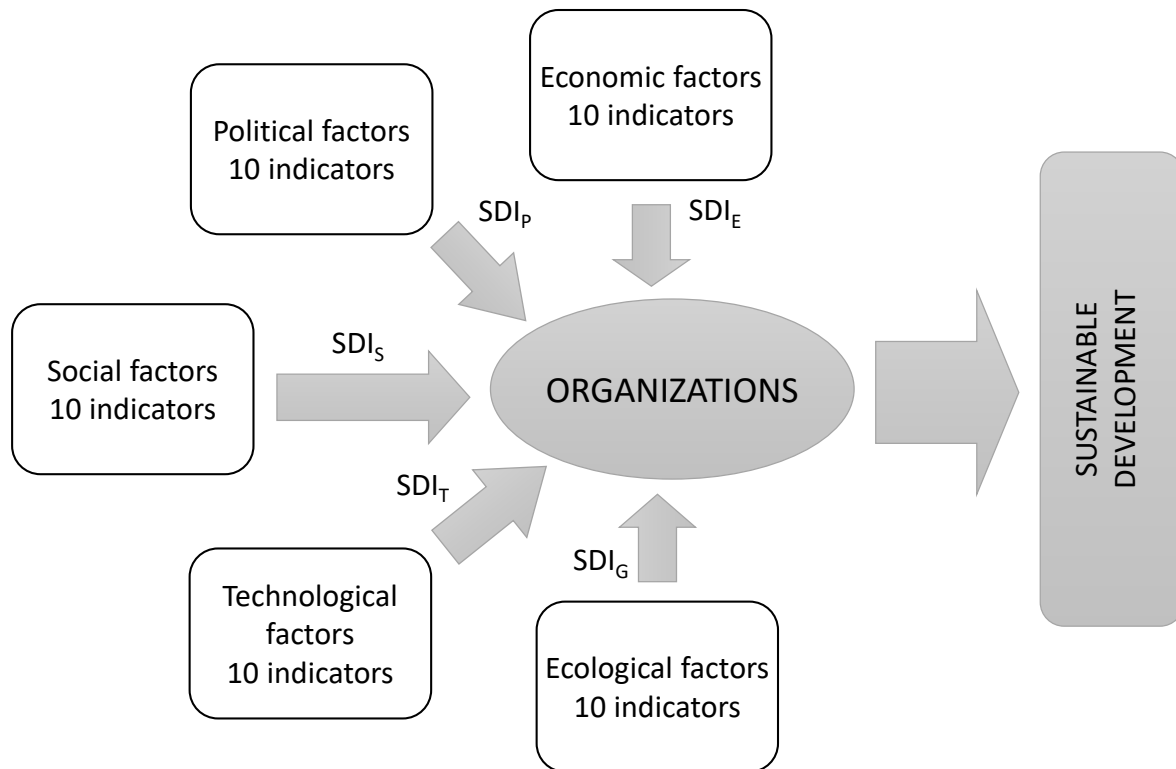 Economic factors
10 indicators
Political factors
10 indicators
SDI_P
SDI_E
Social factors
10 indicators
SDI_S
ORGANIZATIONS
SUSTAINABLE
DEVELOPMENT
SDI_T
Technological
factors
10 indicators
SDI_G
Ecological factors
10 indicators